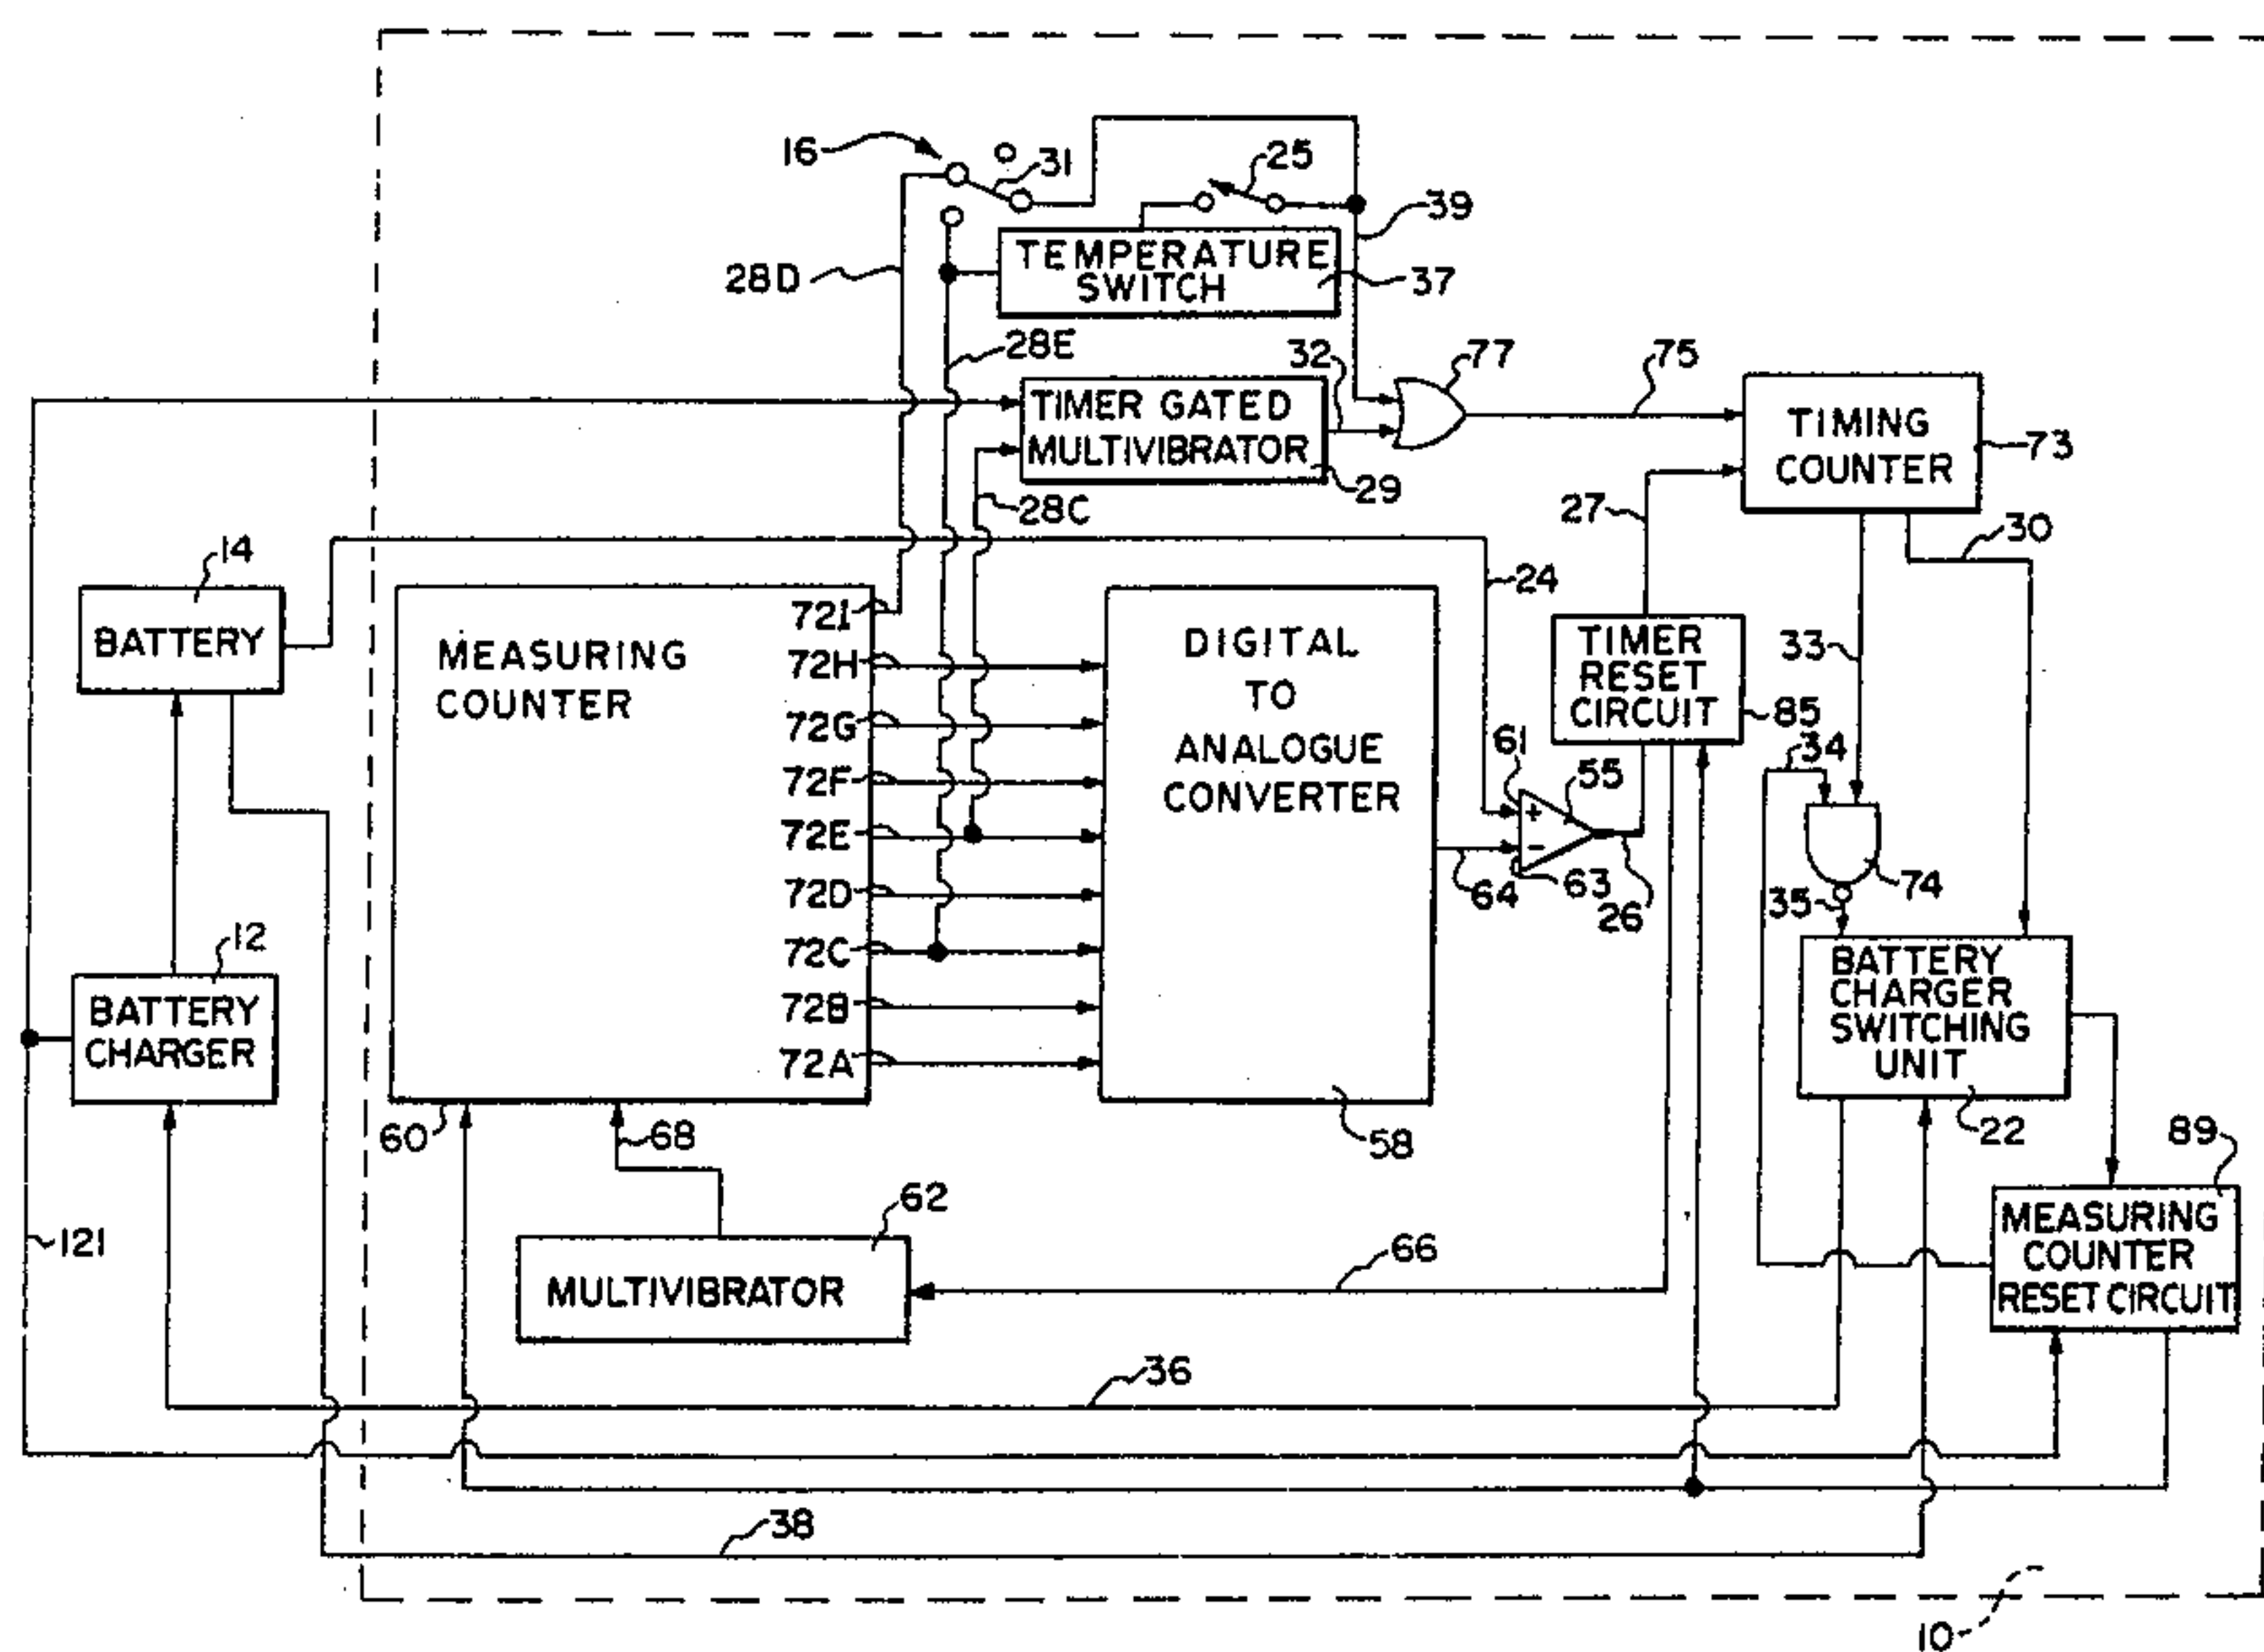 16
31
25
39
TEMPERATURE
SWITCH
37
28D
28E
32
77
75
TIMER GATED
MULTIVIBRATOR
29
TIMING
COUNTER
73
28C
27
30
14
BATTERY
24
MEASURING
COUNTER
72I
72H
72G
72F
72E
72D
72C
72B
72A
DIGITAL
TO
ANALOGUE
CONVERTER
TIMER
RESET
CIRCUIT
85
33
34
61
55
+
-
64
63
26
74
35
12
BATTERY
CHARGER
BATTERY
CHARGER
SWITCHING
UNIT
22
60
68
58
89
62
MULTIVIBRATOR
66
MEASURING
COUNTER
RESET CIRCUIT
121
36
38
10